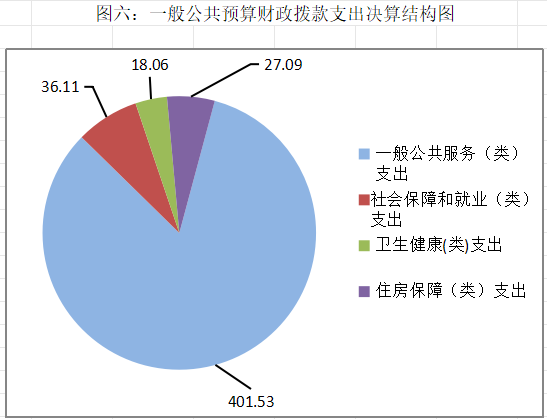 图六：一般公共预算财政拨款支出决算结构图
18.06
27.09
36.11
401.53
一般公共服务（类）
支出
社会保障和就业（类）
支出
卫生健康(类)支出
住房保障（类）支出